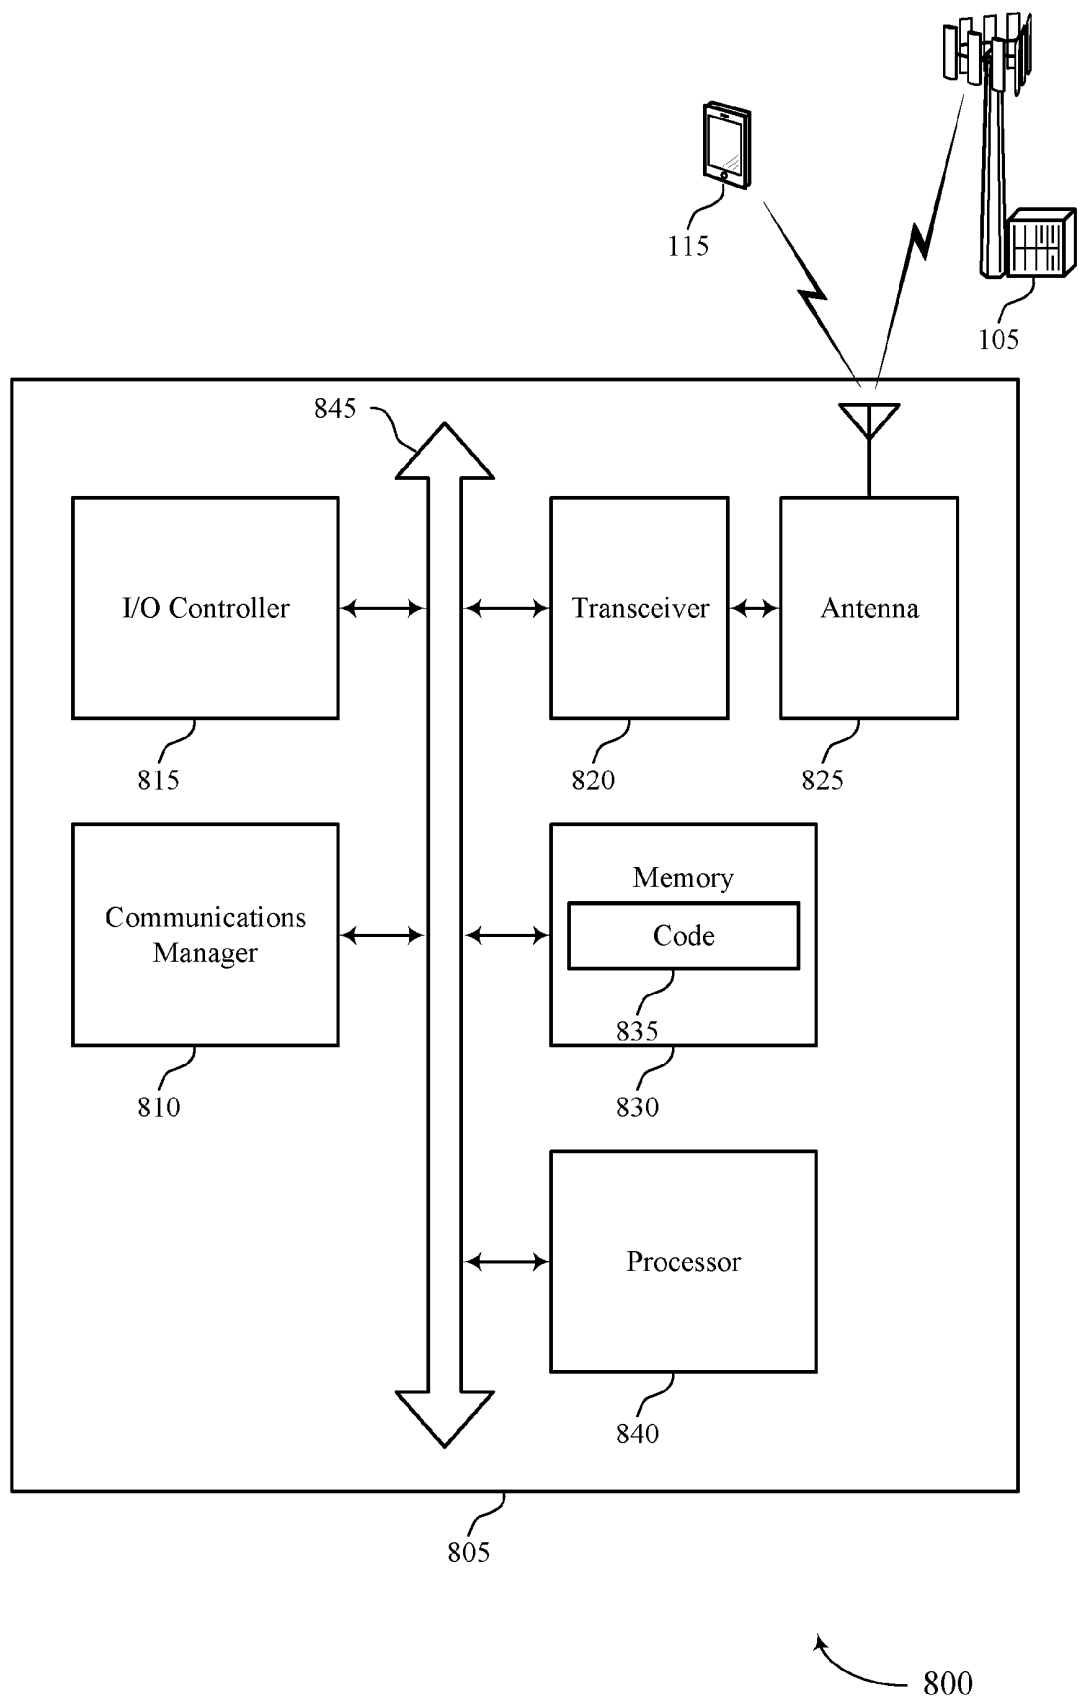 115
105
845
I/O Controller
Transceiver
Antenna
815
820
825
Communications
Manager
Memory
Code
835
810
830
Processor
840
805
800